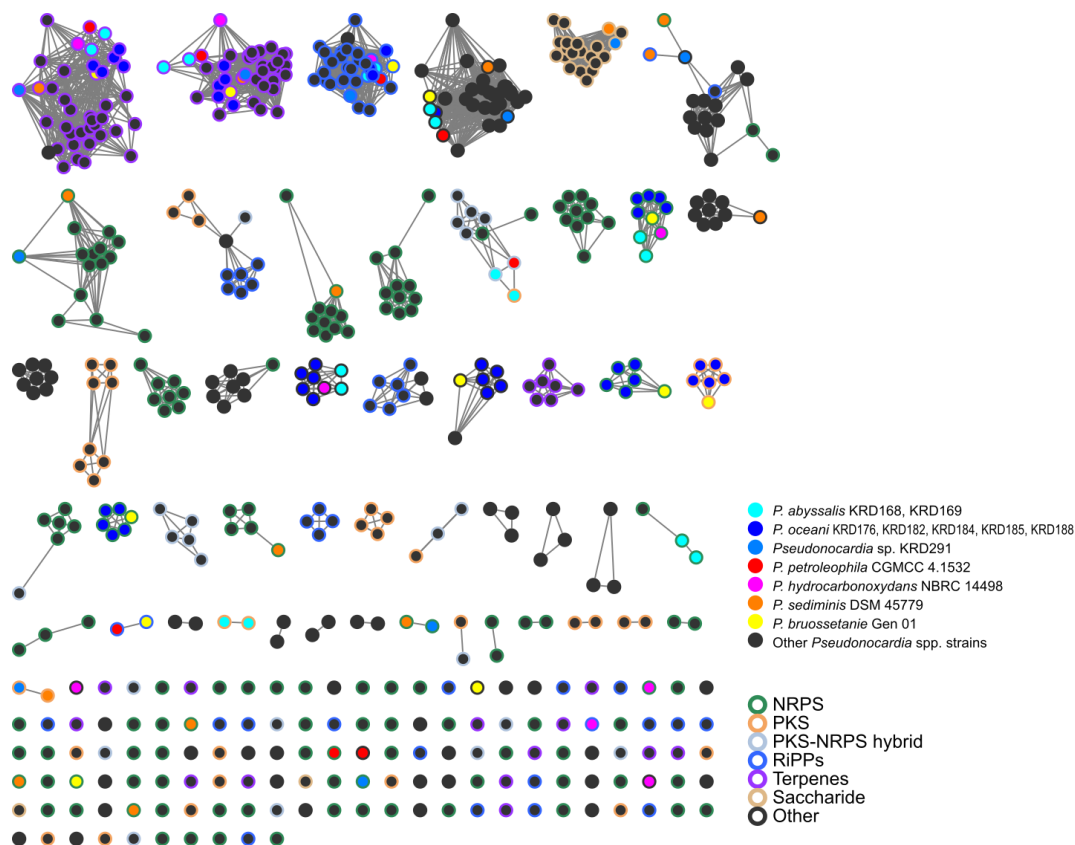 P. abyssalis KRD168, KRD169
P. oceani KRD176, KRD182, KRD184, KRD185, KRD188
Pseudonocardia sp. KRD291
P. petroleophila CGMCC 4.1532
P. hydrocarbonoxydans NBRC 14498
P. sediminis DSM 45779
P. bruossetanie Gen 01
Other Pseudonocardia spp. strains
NRPS
PKS
PKS-NRPS hybrid
RiPPs
Terpenes
Saccharide
Other